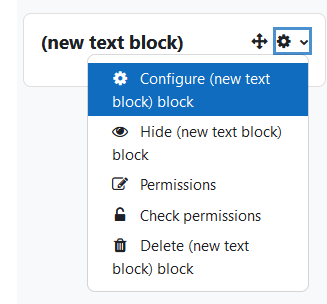 (new text block)
Configure (new text
block) block
Hide (new text block)
block
Permissions
Check permissions
Delete (new text
block) block